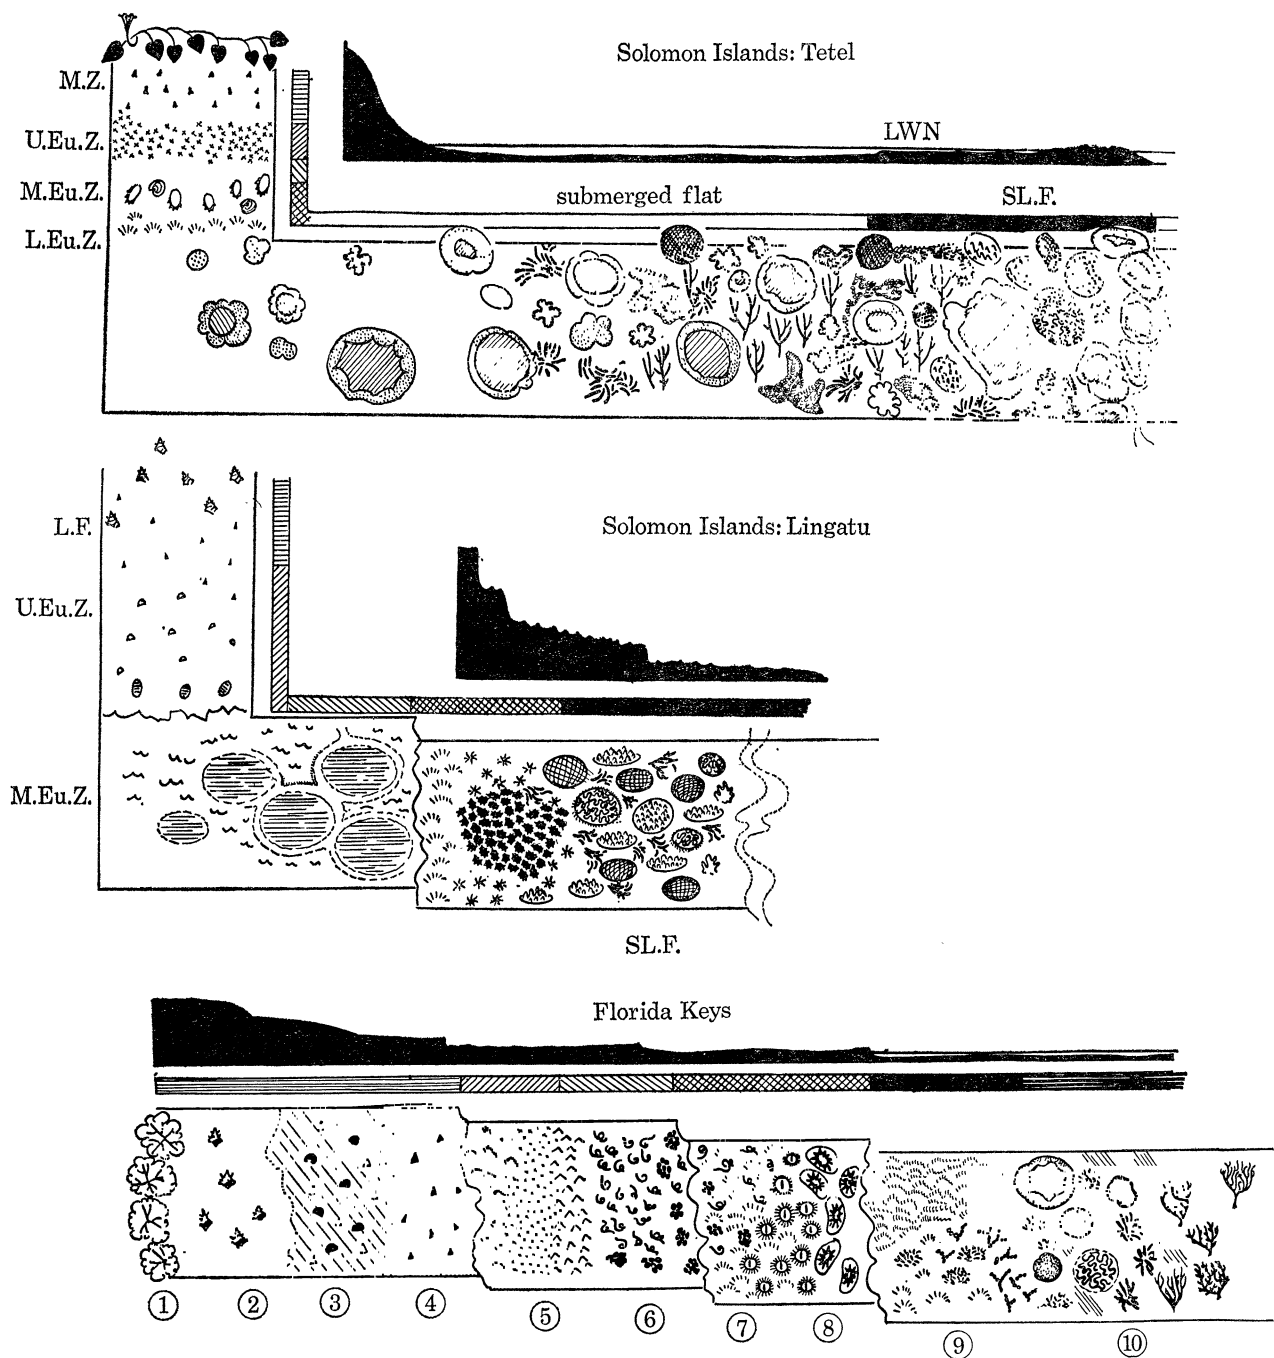 Solomon Islands: Tetel
M.Z.
U.Eu.Z.
LWN
M.Eu.Z.
submerged flat
SL.F.
L.Eu.Z.
L.F.
Solomon Islands: Lingatu
U.Eu.Z.
M.Eu.Z.
SL.F.
Florida Keys
1 2 3 4 5 6 7 8 9 10